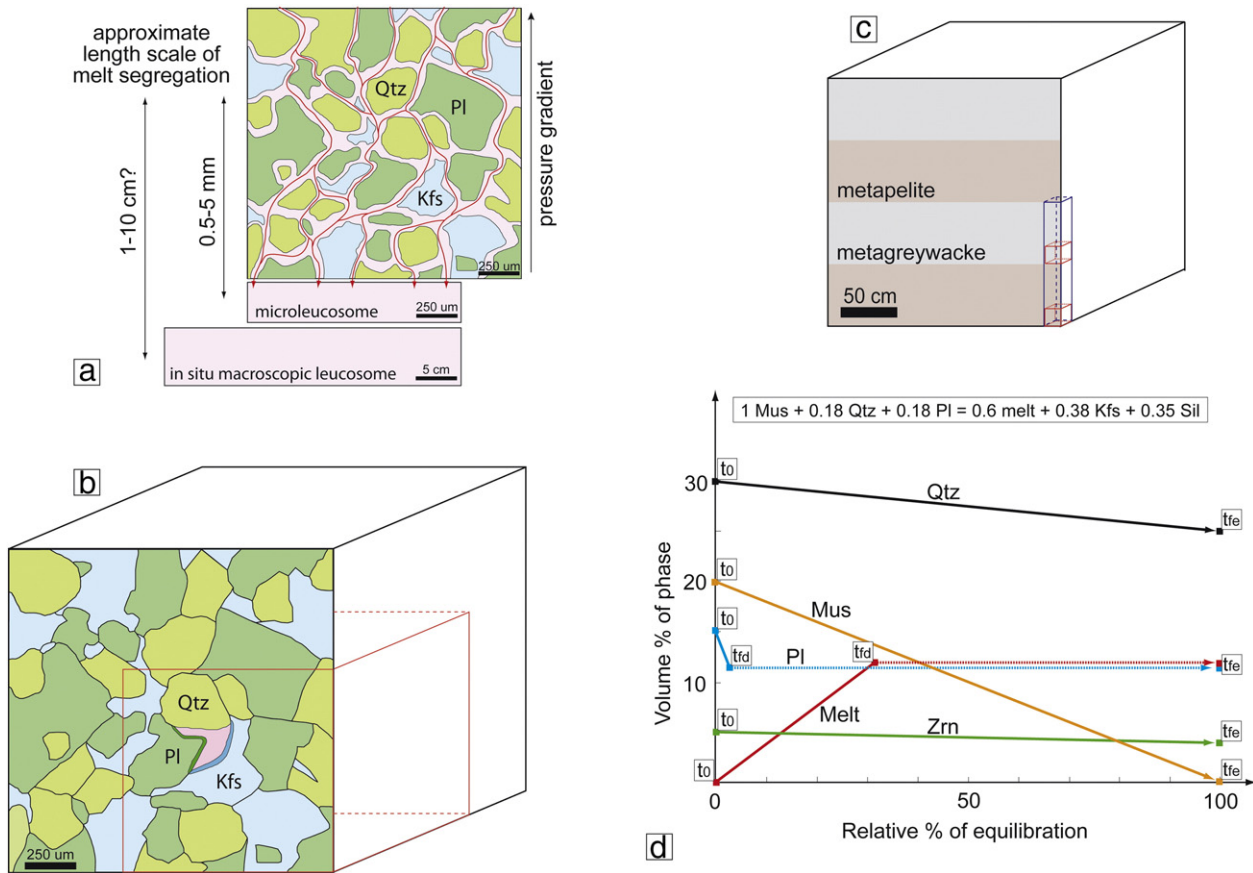 a
approximate
length scale of
melt segregation
1-10 cm?
0.5-5 mm
Qtz
Pl
Kfs
250 um
pressure gradient
microleucosome
250 um
in situ macroscopic leucosome
5 cm
b
Qtz
Pl
Kfs
250 um
c
metapelite
metagreywacke
50 cm
d
1 Mus + 0.18 Qtz + 0.18 Pl = 0.6 melt + 0.38 Kfs + 0.35 Sil
Volume % of phase
30
20
10
0
50
100
Relative % of equilibration
t0
Qtz
tfe
t0
Mus
t0
tfd
Pl
tfd
tfe
Melt
t0
Zrn
tfe
t0
tfe